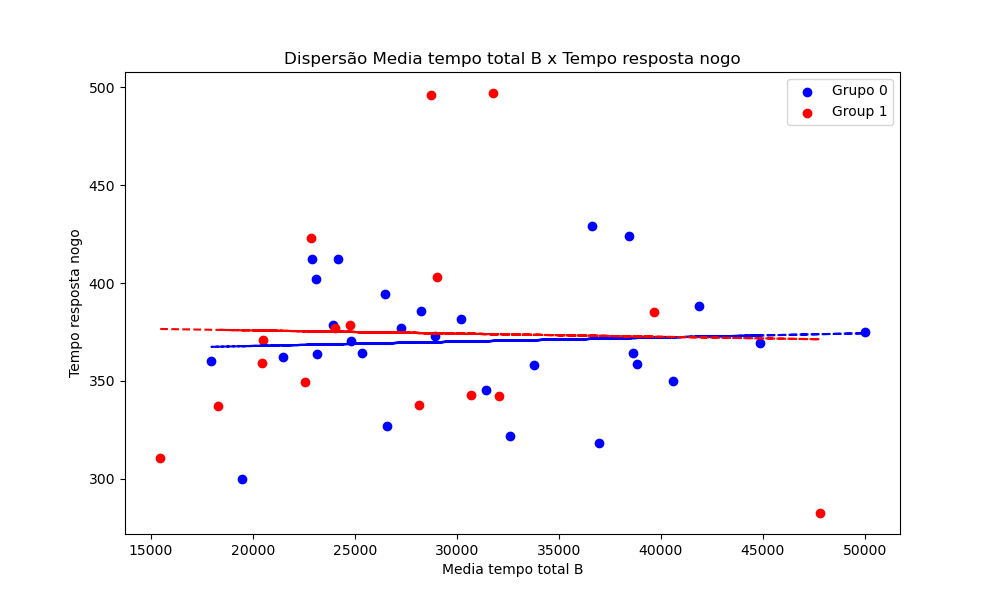 Dispersão Media tempo total B x Tempo resposta nogo
Grupo 0
Group 1
Tempo resposta nogo
500
450
400
350
300
15000 20000 25000 30000 35000 40000 45000 50000
Media tempo total B